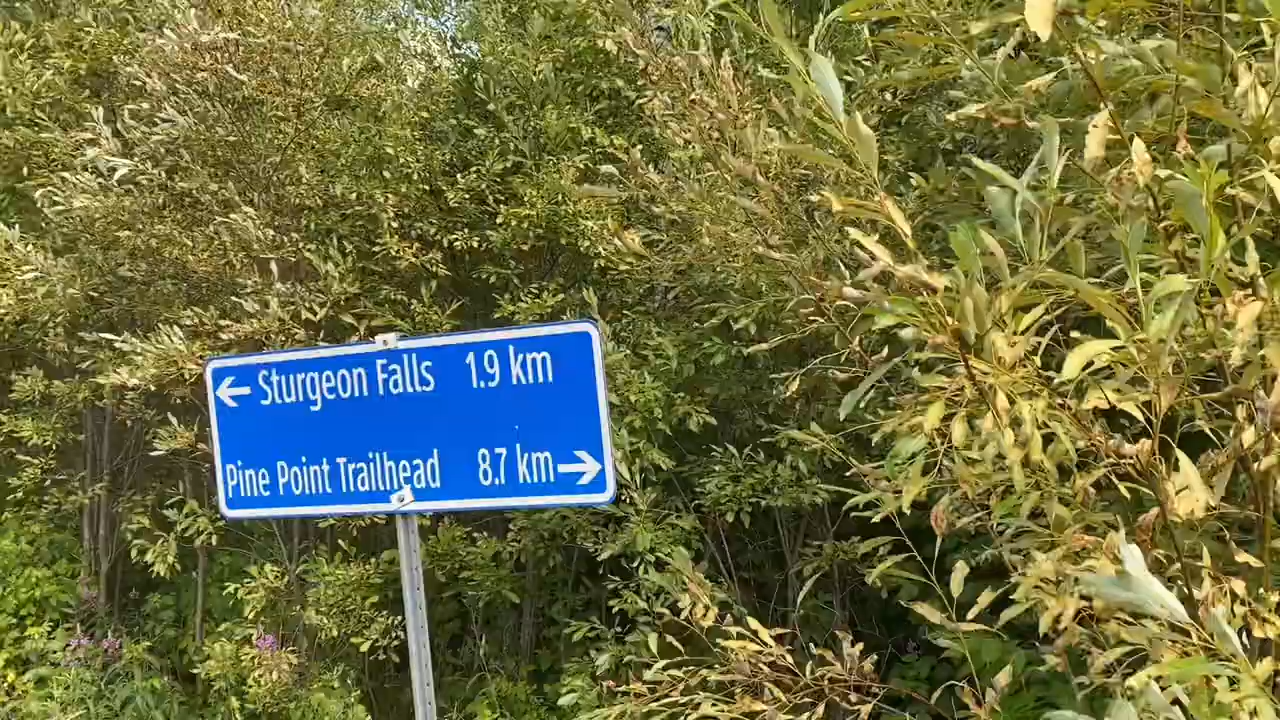 ← Sturgeon Falls 1.9 km
Pine Point Trailhead 8.7 km →